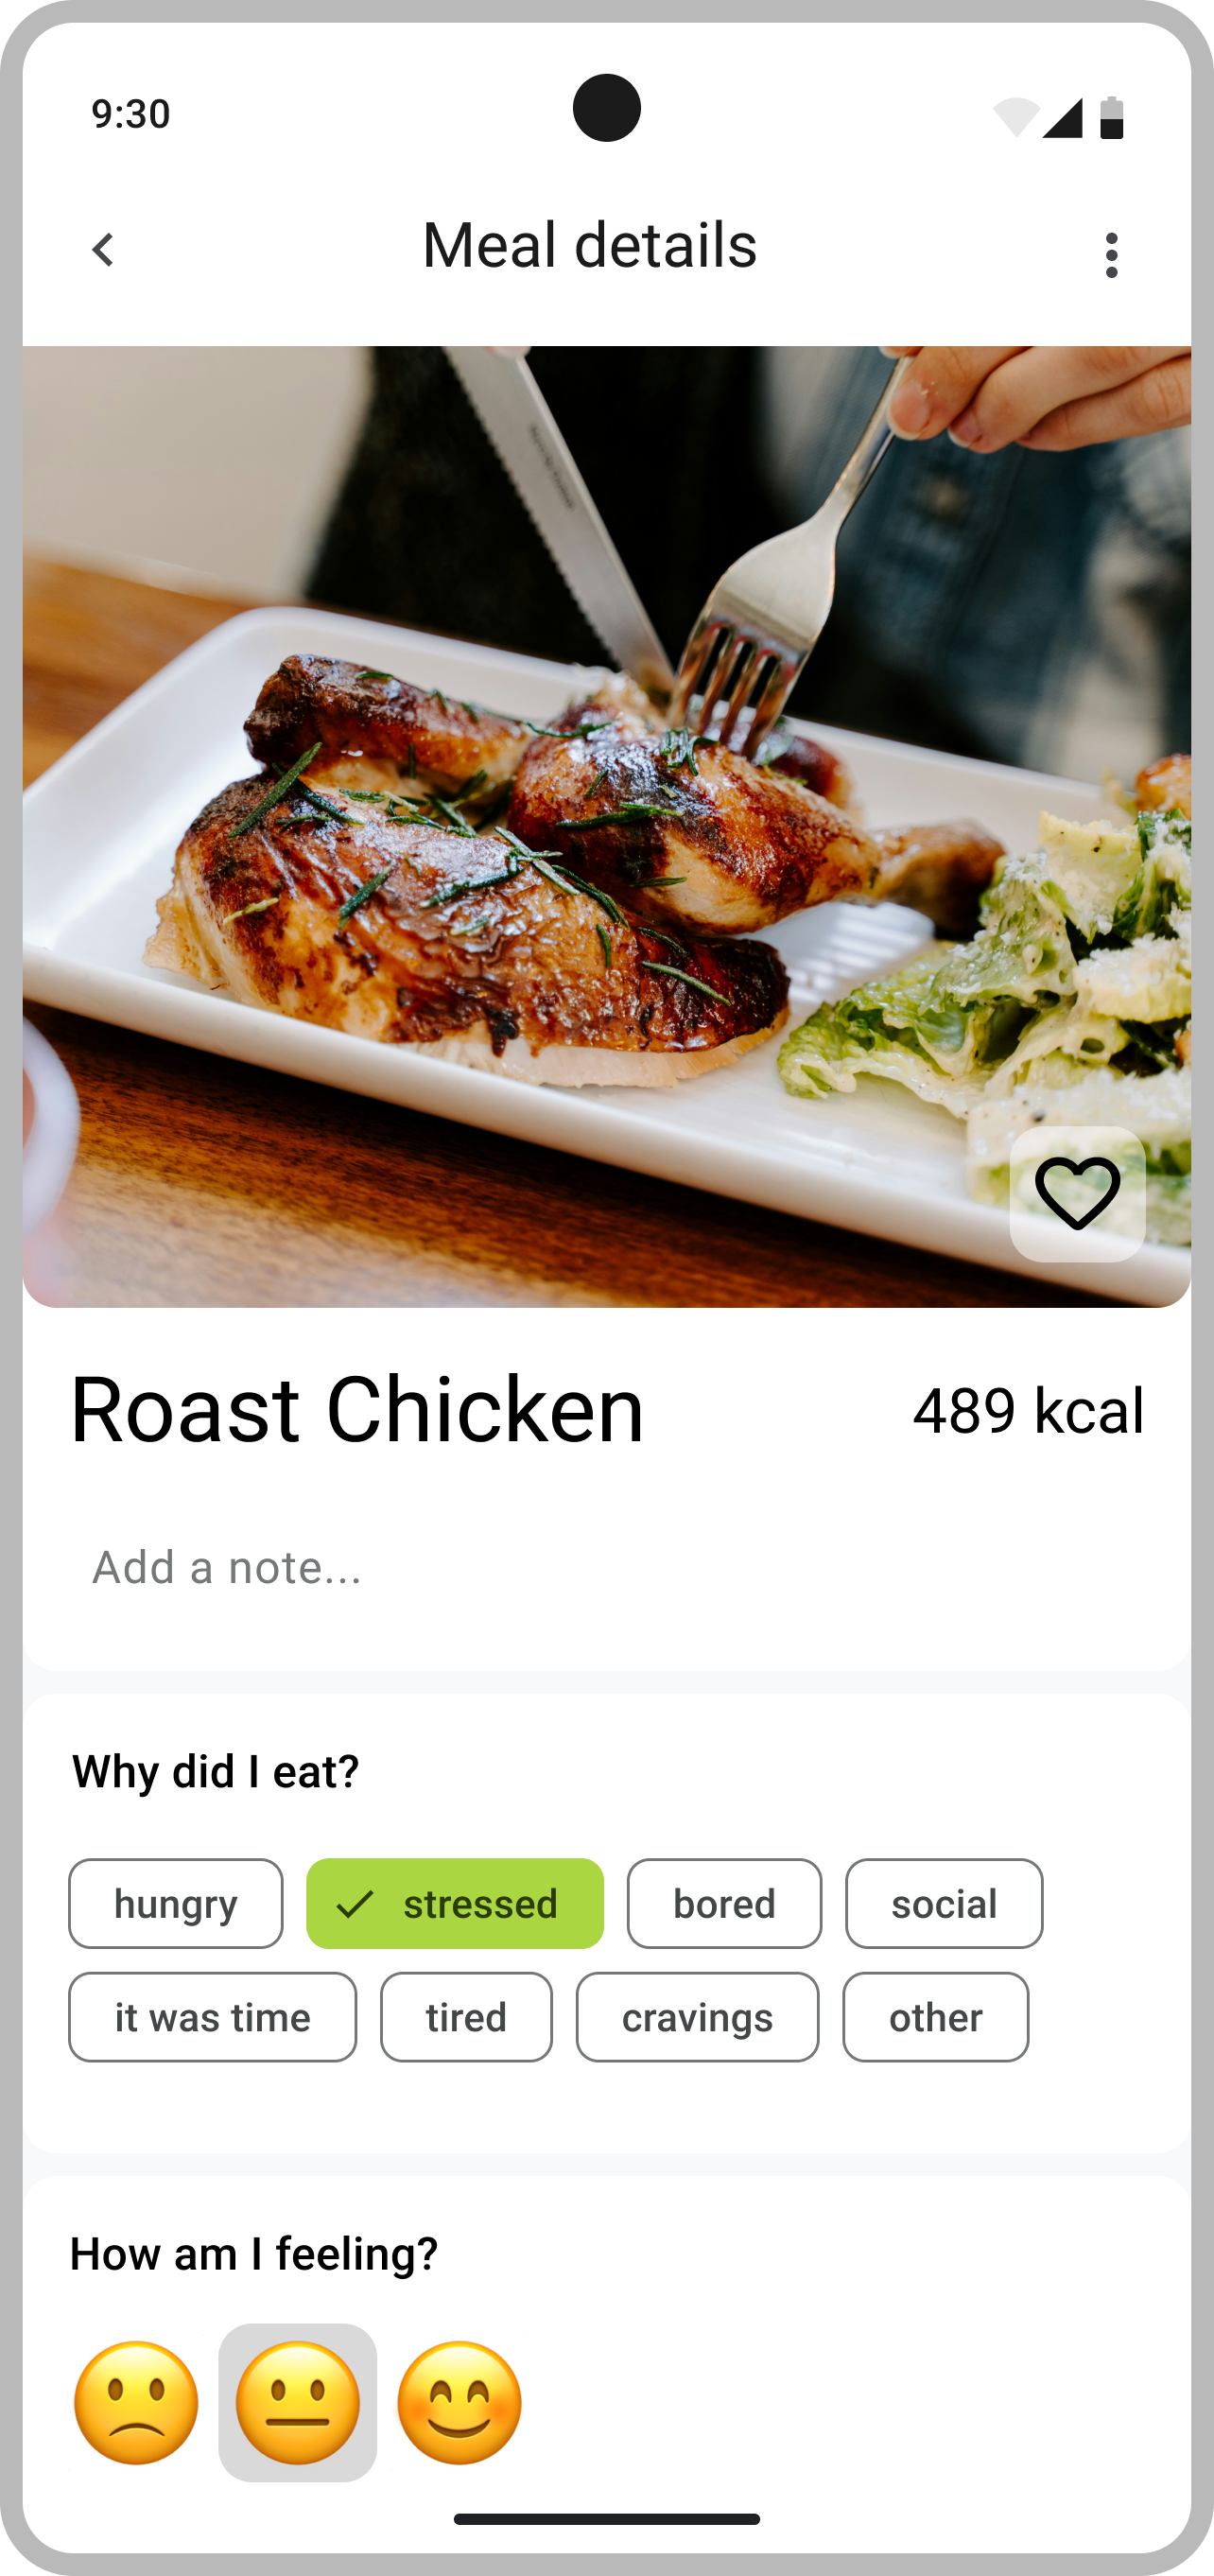 9:30
Meal details
Roast Chicken
489 kcal
Add a note...
Why did I eat?
hungry stressed bored social
it was time tired cravings other
How am I feeling?